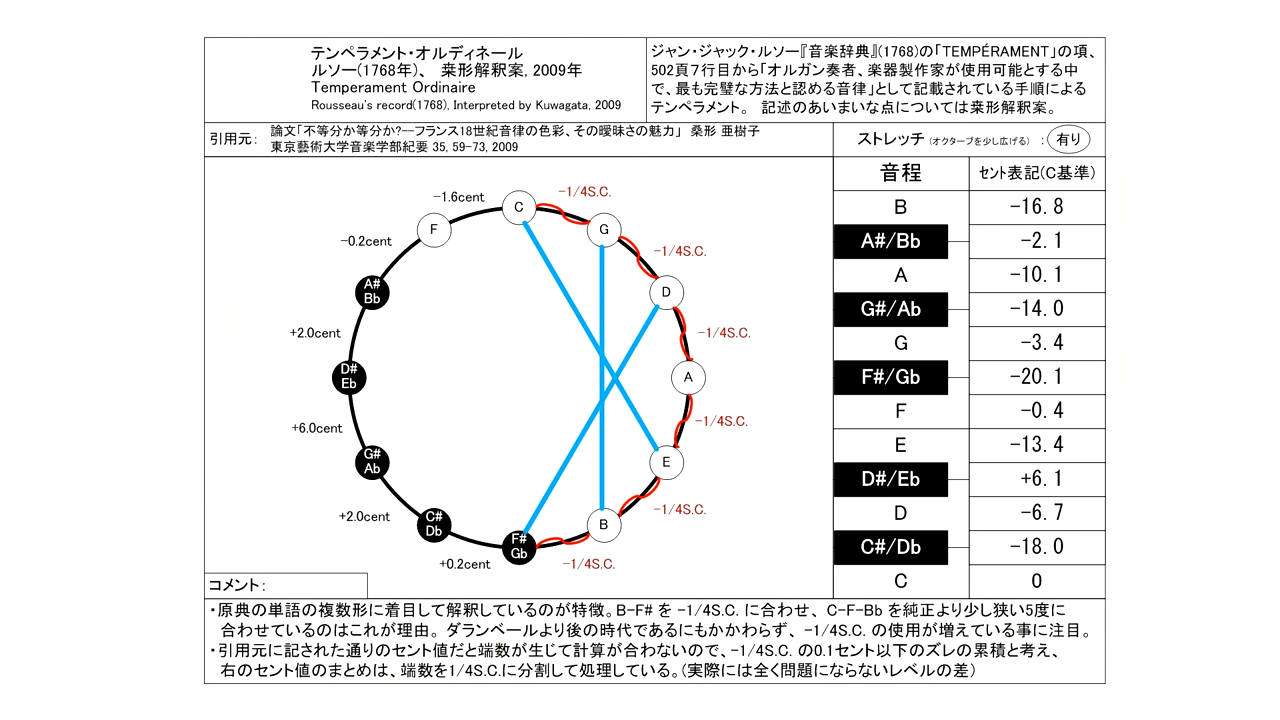 テンペラメント・オルディネール
ルソー(1768年)、 桒形解釈案, 2009年
Temperament Ordinaire
Rousseau's record(1768), Interpreted by Kuwagata, 2009
ジャン・ジャック・ルソー『音楽辞典』(1768)の「TEMPÉRAMENT」の項、
502頁7行目から「オルガン奏者、楽器製作家が使用可能とする中
で、最も完璧な方法と認める音律」として記載されている手順による
テンペラメント。 記述のあいまいな点については桒形解釈案。
引用元: 論文「不等分か等分か?--フランス18世紀音律の色彩、その曖昧さの魅力」 桑形 亜樹子
東京藝術大学音楽学部紀要 35, 59-73, 2009
ストレッチ (オクターブを少し広げる) : 有り
音程 セント表記(C基準)
B -16.8
A#/Bb -2.1
A -10.1
G#/Ab -14.0
G -3.4
F#/Gb -20.1
F -0.4
E -13.4
D#/Eb +6.1
D -6.7
C#/Db -18.0
C 0
-1.6cent
C
-1/4S.C.
F
G
-0.2cent
-1/4S.C.
A#
Bb
D
+2.0cent
-1/4S.C.
D#
Eb
A
+6.0cent
-1/4S.C.
G#
Ab
E
+2.0cent
-1/4S.C.
C#
Db
B
F#
Gb
+0.2cent
-1/4S.C.
コメント:
・原典の単語の複数形に着目して解釈しているのが特徴。B-F# を -1/4S.C. に合わせ、 C-F-Bb を純正より少し狭い5度に
合わせているのはこれが理由。 ダランベールより後の時代であるにもかかわらず、 -1/4S.C. の使用が増えている事に注目。
・引用元に記された通りのセント値だと端数が生じて計算が合わないので、-1/4S.C. の0.1セント以下のズレの累積と考え、
右のセント値のまとめは、端数を1/4S.C.に分割して処理している。(実際には全く問題にならないレベルの差)